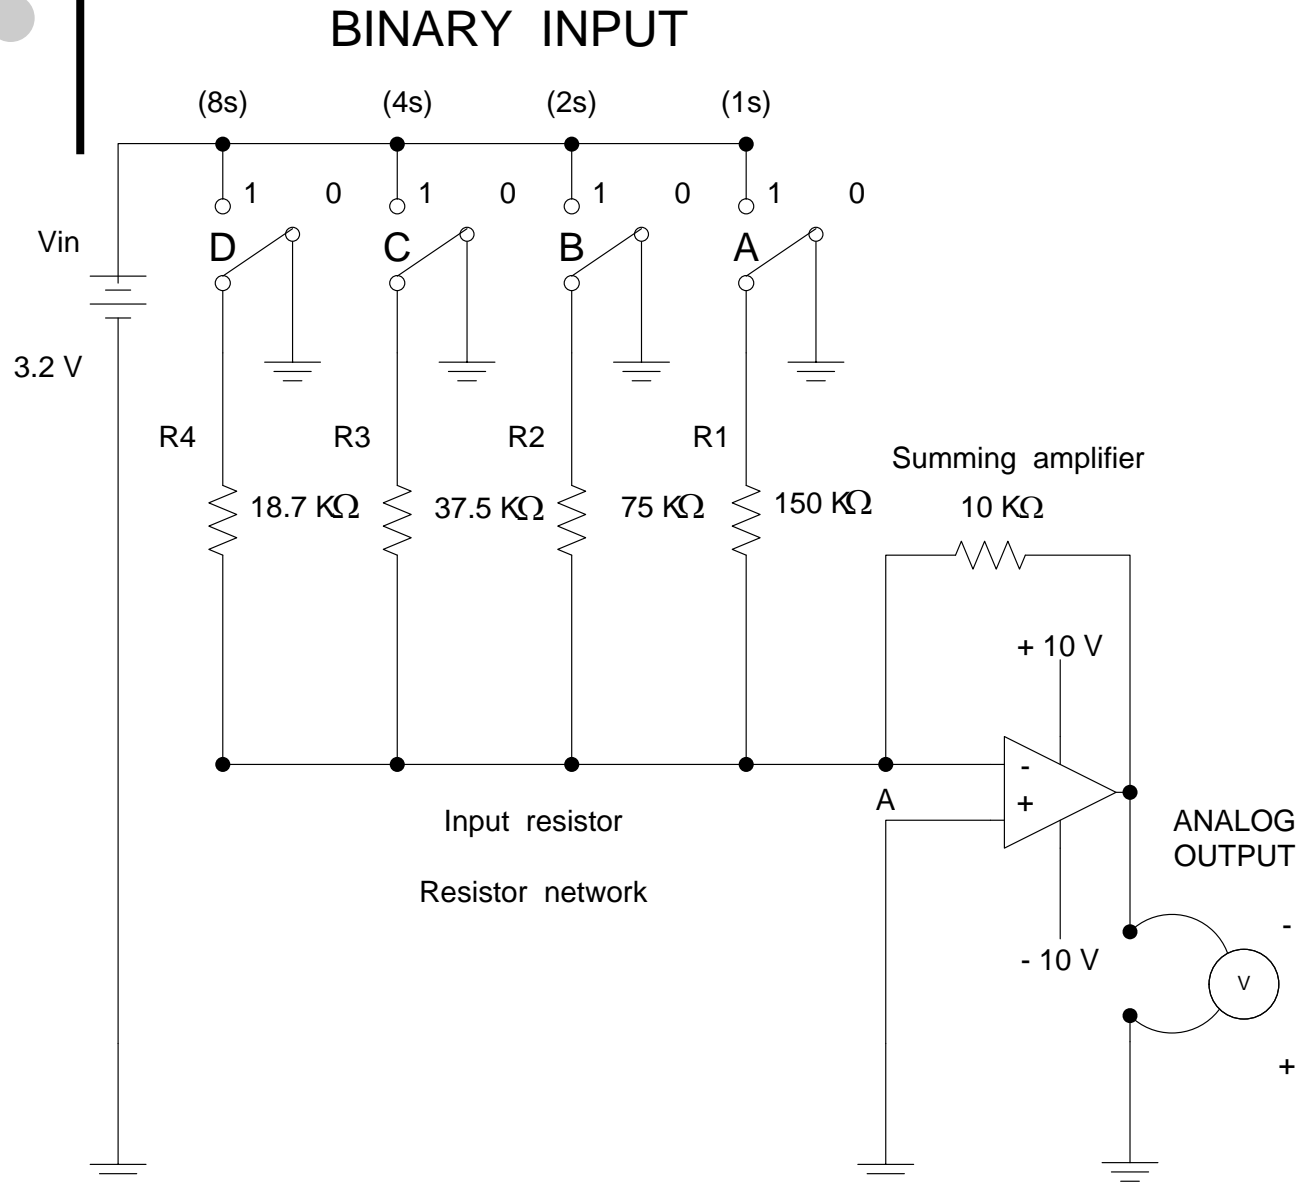 BINARY INPUT
(8s) (4s) (2s) (1s)
1 0 1 0 1 0 1 0
Vin D C B A
3.2 V
R4 R3 R2 R1
Summing amplifier
18.7 KΩ 37.5 KΩ 75 KΩ 150 KΩ 10 KΩ
+ 10 V
-
A +
Input resistor ANALOG
OUTPUT
Resistor network
-
- 10 V
V
+